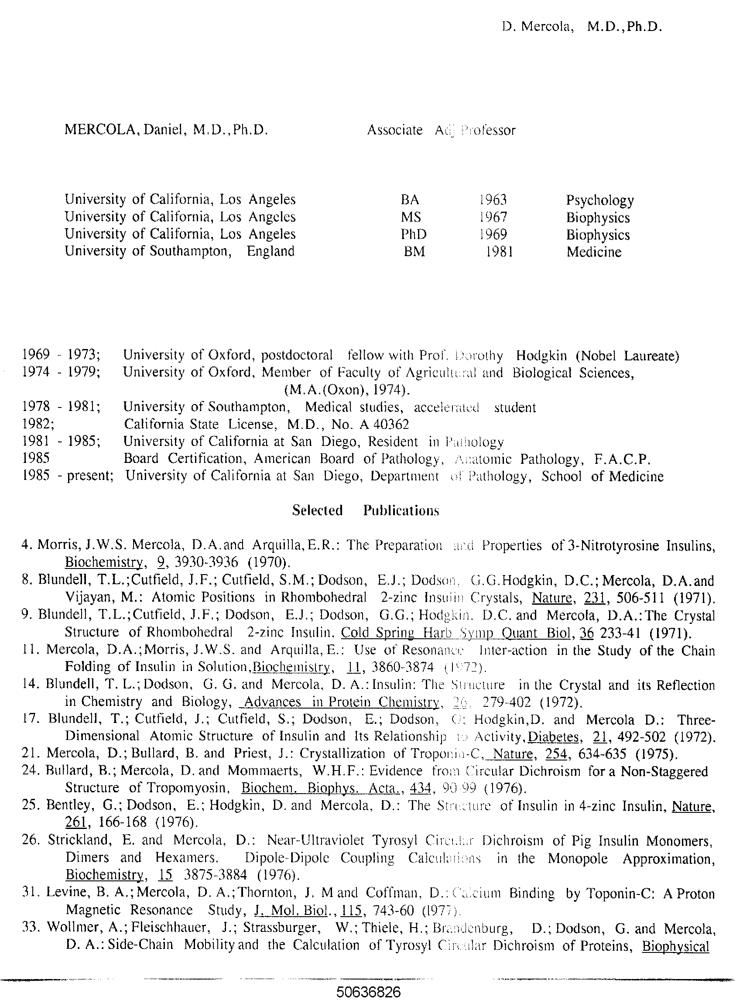 D. Mercola, M.D.,Ph.D.
MERCOLA, Daniel, M.D.,Ph.D. Associate Adj Professor
University of California, Los Angeles BA 1963 Psychology
University of California, Los Angeles MS 1967 Biophysics
University of California, Los Angeles PhD 1969 Biophysics
University of Southampton, England BM 1981 Medicine
1969 - 1973; University of Oxford, postdoctoral fellow with Prof. Dorothy Hodgkin (Nobel Laureate)
1974 - 1979; University of Oxford, Member of Faculty of Agricultural and Biological Sciences,
(M.A.(Oxon), 1974).
1978 - 1981; University of Southampton, Medical studies, accelerated student
1982; California State License, M.D., No. A 40362
1981 - 1985; University of California at San Diego, Resident in Pathology
1985 Board Certification, American Board of Pathology, Anatomic Pathology, F.A.C.P.
1985 - present; University of California at San Diego, Department of Pathology, School of Medicine
Selected Publications
4. Morris, J.W.S. Mercola, D.A.and Arquilla,E.R.: The Preparation and Properties of 3-Nitrotyrosine Insulins,
Biochemistry, 9, 3930-3936 (1970).
8. Blundell, T.L.;Cutfield, J.F.; Cutfield, S.M.; Dodson, E.J.; Dodson, G.G.Hodgkin, D.C.; Mercola, D.A.and
Vijayan, M.: Atomic Positions in Rhombohedral 2-zinc Insulin Crystals, Nature, 231, 506-511 (1971).
9. Blundell, T.L.;Cutfield, J.F.; Dodson, E.J.; Dodson, G.G.; Hodgkin. D.C. and Mercola, D.A.:The Crystal
Structure of Rhombohedral 2-zinc Insulin. Cold Spring Harb Symp Quant Biol, 36 233-41 (1971).
11. Mercola, D.A.;Morris, J.W.S. and Arquilla, E.: Use of Resonance Inter-action in the Study of the Chain
Folding of Insulin in Solution,Biochemistry, 11, 3860-3874 (1972).
14. Blundell, T. L.;Dodson, G. G. and Mercola, D. A.:Insulin: The Structure in the Crystal and its Reflection
in Chemistry and Biology, Advances in Protein Chemistry, 26. 279-402 (1972).
17. Blundell, T.; Cutfield, J.; Cutfield, S.; Dodson, E.; Dodson, G; Hodgkin,D. and Mercola D.: Three-
Dimensional Atomic Structure of Insulin and Its Relationship to Activity,Diabetes, 21, 492-502 (1972).
21. Mercola, D.; Bullard, B. and Priest, J.: Crystallization of Troponin-C, Nature, 254, 634-635 (1975).
24. Bullard, B.; Mercola, D. and Mommaerts, W.H.F.: Evidence from Circular Dichroism for a Non-Staggered
Structure of Tropomyosin, Biochem. Biophys. Acta., 434, 90-99 (1976).
25. Bentley, G.; Dodson, E.; Hodgkin, D. and Mercola, D.: The Structure of Insulin in 4-zinc Insulin, Nature,
261, 166-168 (1976).
26. Strickland, E. and Mercola, D.: Near-Ultraviolet Tyrosyl Circular Dichroism of Pig Insulin Monomers,
Dimers and Hexamers. Dipole-Dipole Coupling Calculations in the Monopole Approximation,
Biochemistry, 15 3875-3884 (1976).
31. Levine, B. A.; Mercola, D. A.;Thornton, J. M and Coffman, D.: Calcium Binding by Toponin-C: A Proton
Magnetic Resonance Study, J. Mol. Biol., 115, 743-60 (1977).
33. Wollmer, A.; Fleischhauer, J.; Strassburger, W.; Thiele, H.; Brandenburg, D.; Dodson, G. and Mercola,
D. A.: Side-Chain Mobility and the Calculation of Tyrosyl Circular Dichroism of Proteins, Biophysical
50636826